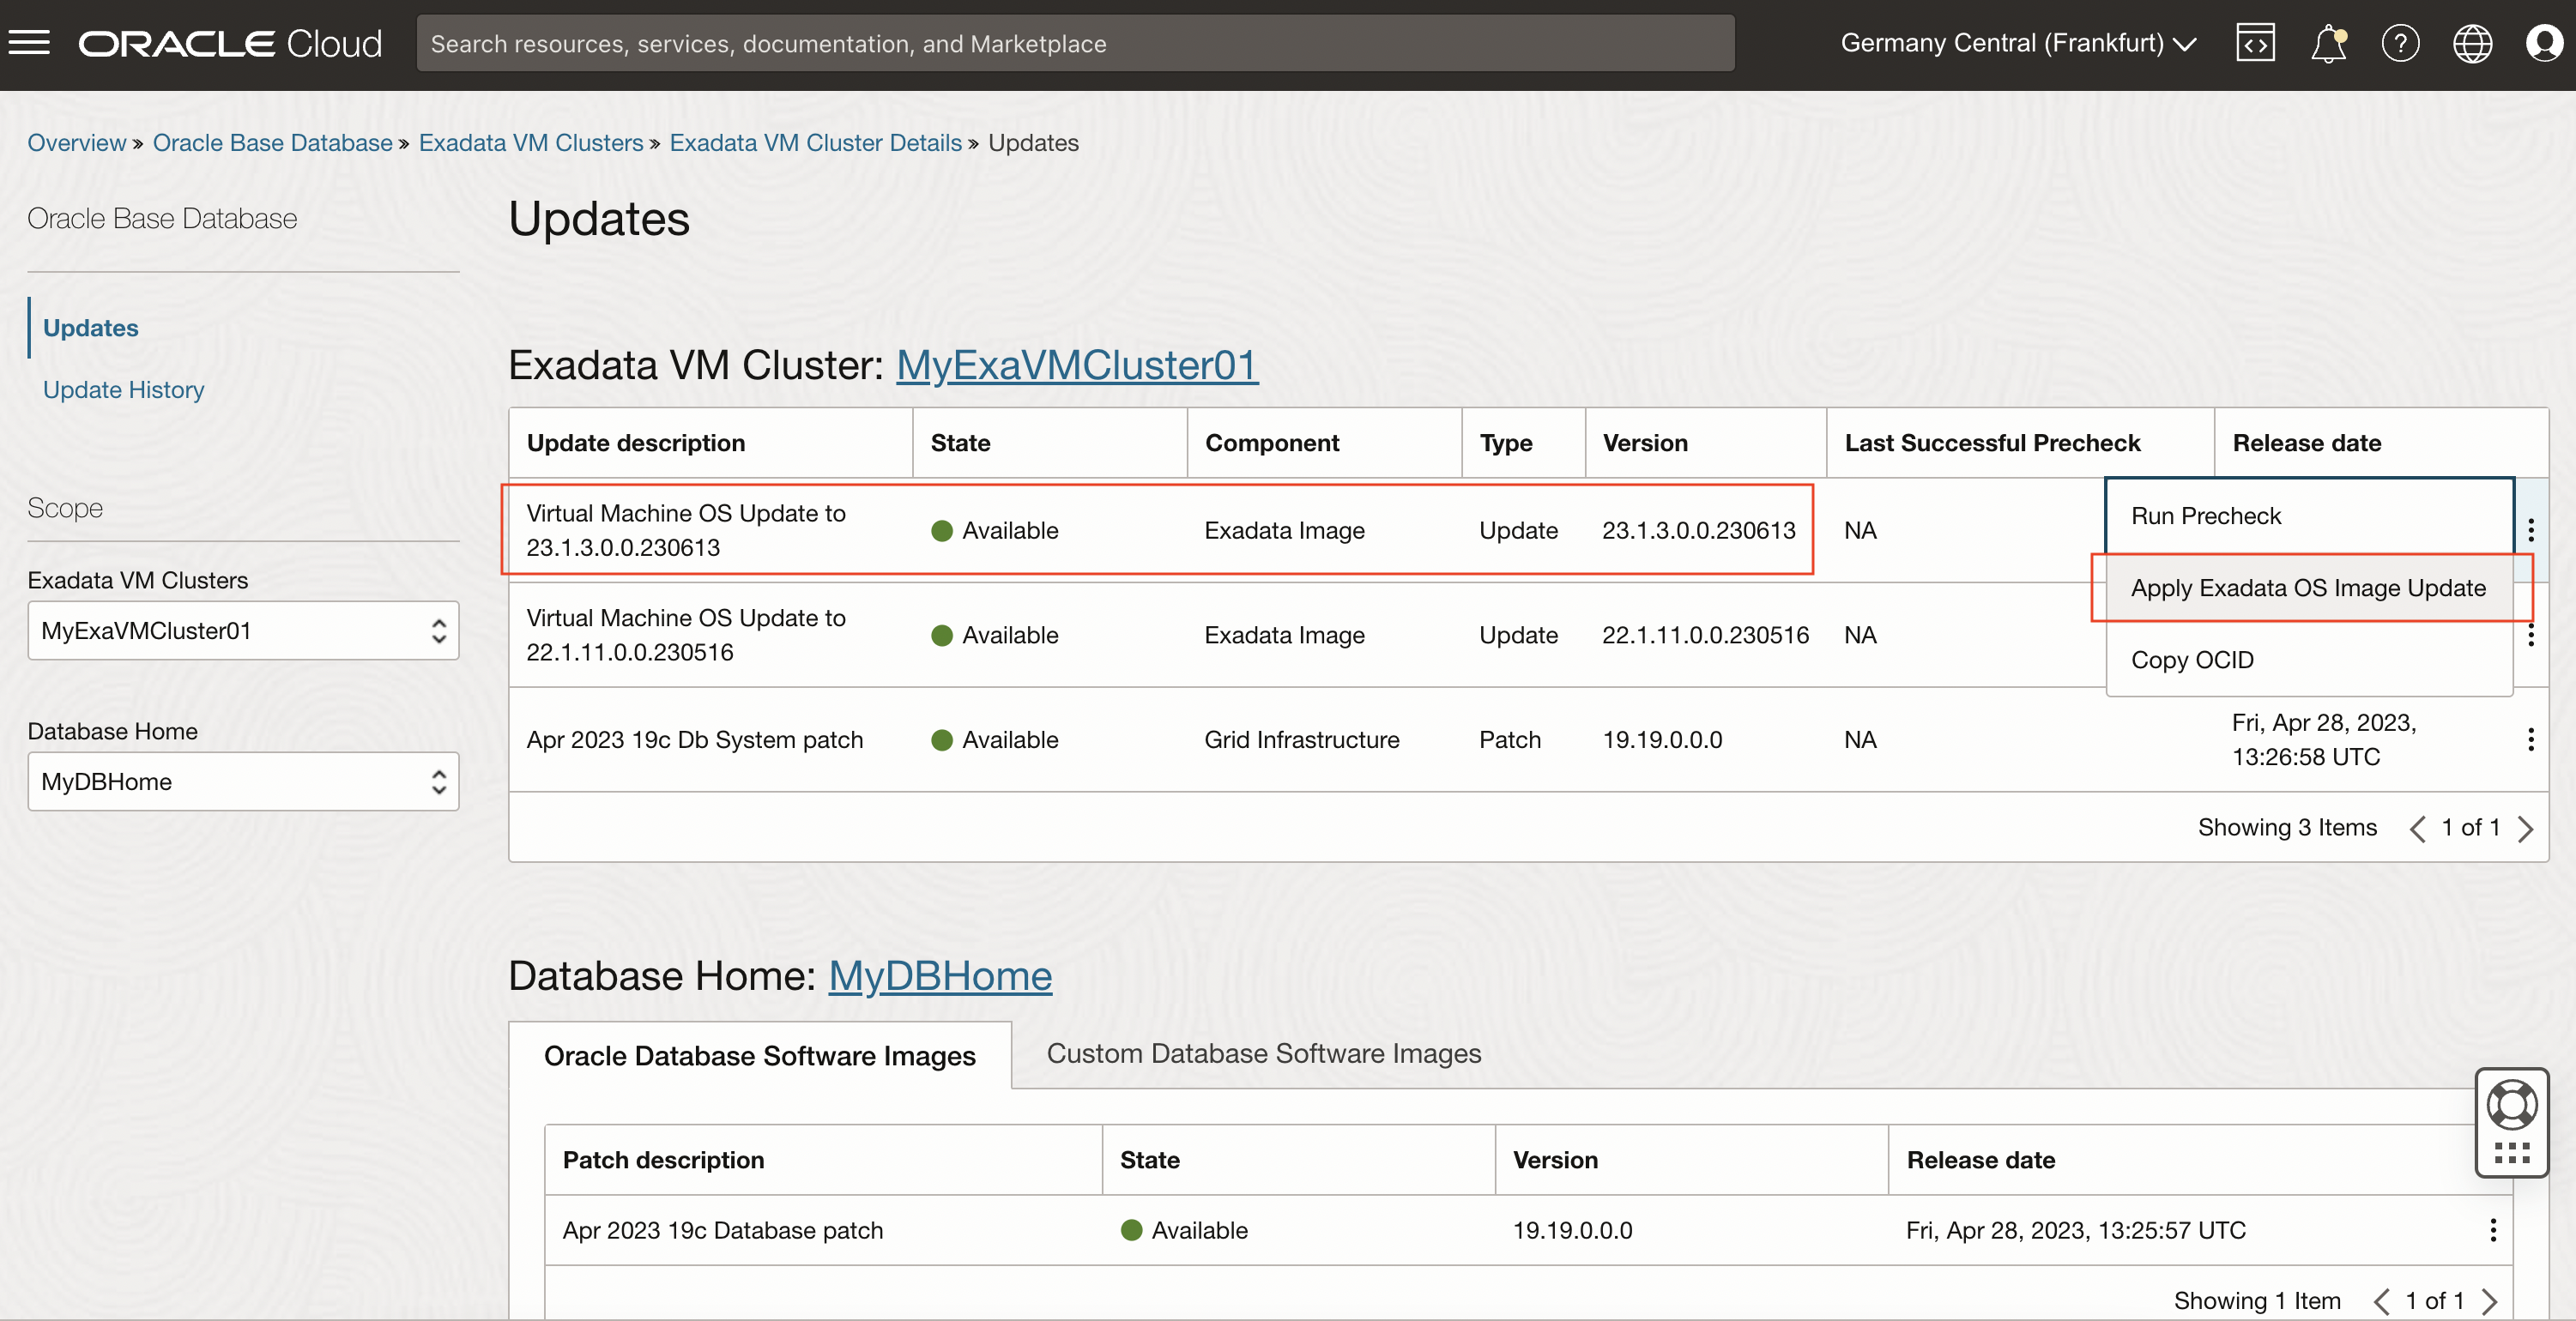 ORACLE Cloud
Search resources, services, documentation, and Marketplace
Germany Central (Frankfurt)
Overview » Oracle Base Database » Exadata VM Clusters » Exadata VM Cluster Details » Updates
Oracle Base Database
Updates
Update History
Scope
Exadata VM Clusters
MyExaVMCluster01
Database Home
MyDBHome
Updates
Exadata VM Cluster: MyExaVMCluster01
Update description State Component Type Version Last Successful Precheck Release date
Virtual Machine OS Update to
23.1.3.0.0.230613
Available Exadata Image Update 23.1.3.0.0.230613 NA
Run Precheck
Apply Exadata OS Image Update
Copy OCID
Virtual Machine OS Update to
22.1.11.0.0.230516
Available Exadata Image Update 22.1.11.0.0.230516 NA
Apr 2023 19c Db System patch Available Grid Infrastructure Patch 19.19.0.0.0 NA
Fri, Apr 28, 2023,
13:26:58 UTC
Showing 3 Items 1 of 1
Database Home: MyDBHome
Oracle Database Software Images Custom Database Software Images
Patch description State Version Release date
Apr 2023 19c Database patch Available 19.19.0.0.0 Fri, Apr 28, 2023, 13:25:57 UTC
Showing 1 Item 1 of 1